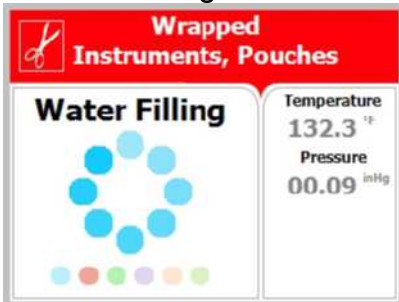 Wrapped
Instruments, Pouches
Water Filling
Temperature
132.3 °F
Pressure
00.09 inHg